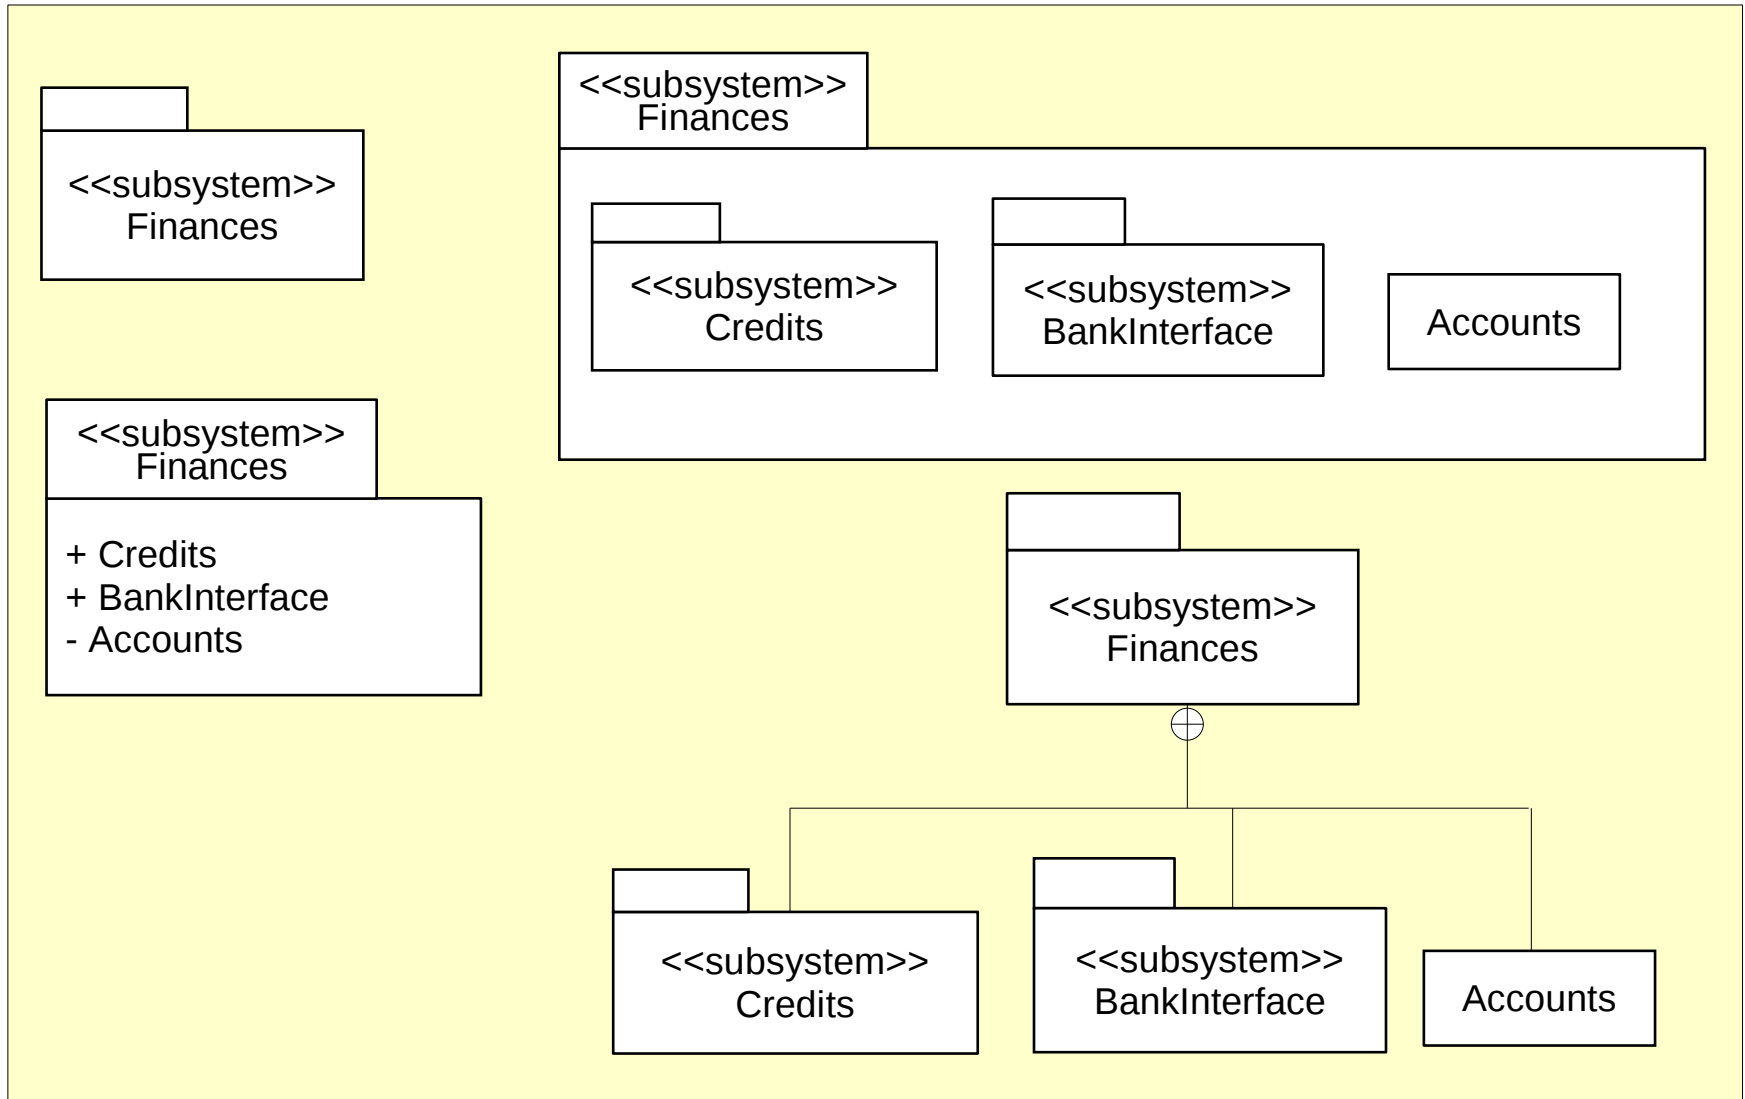 <<subsystem>>
Finances
<<subsystem>>
Finances
<<subsystem>>
Credits
<<subsystem>>
BankInterface
Accounts
<<subsystem>>
Finances
+ Credits
+ BankInterface
- Accounts
<<subsystem>>
Finances
<<subsystem>>
Credits
<<subsystem>>
BankInterface
Accounts